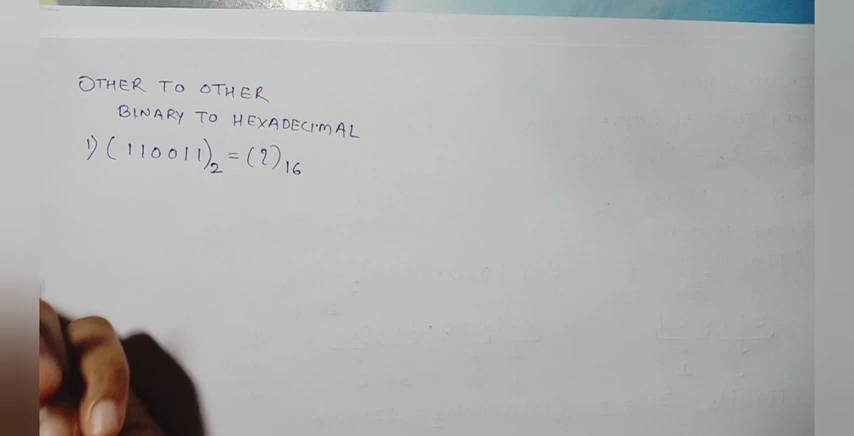 OTHER TO OTHER
BINARY TO HEXADECIMAL
1) (110011)₂ = (?)₁₆